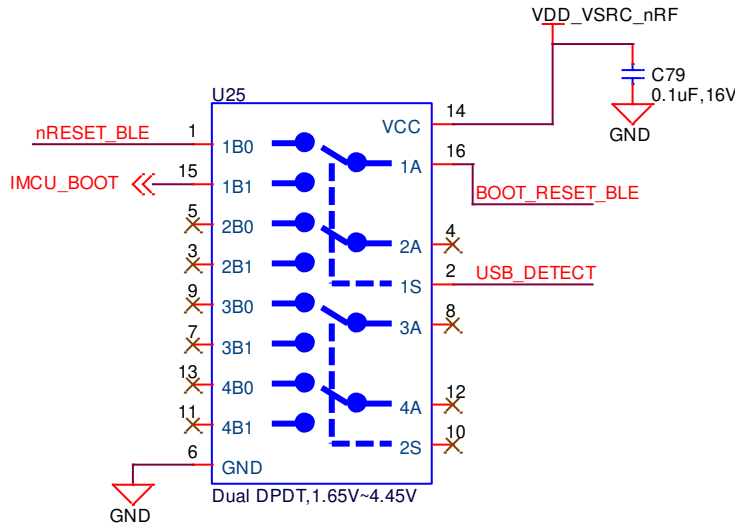 VDD_VSRC_nRF
C79
0.1uF,16V
GND
U25
14
VCC
nRESET_BLE
1
1B0
16
1A
BOOT_RESET_BLE
IMCU_BOOT
15
1B1
5
2B0
4
2A
3
2B1
2
1S
USB_DETECT
9
3B0
8
3A
7
3B1
13
4B0
12
4A
11
4B1
10
2S
6
GND
GND
Dual DPDT,1.65V~4.45V